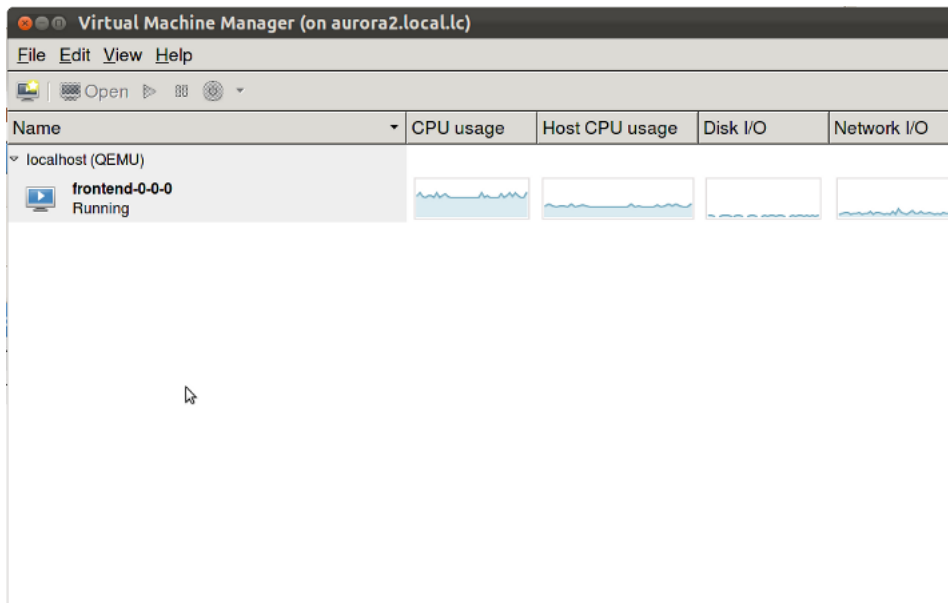 Virtual Machine Manager (on aurora2.local.lc)
File Edit View Help
Open
Name CPU usage Host CPU usage Disk I/O Network I/O
localhost (QEMU)
frontend-0-0-0
Running